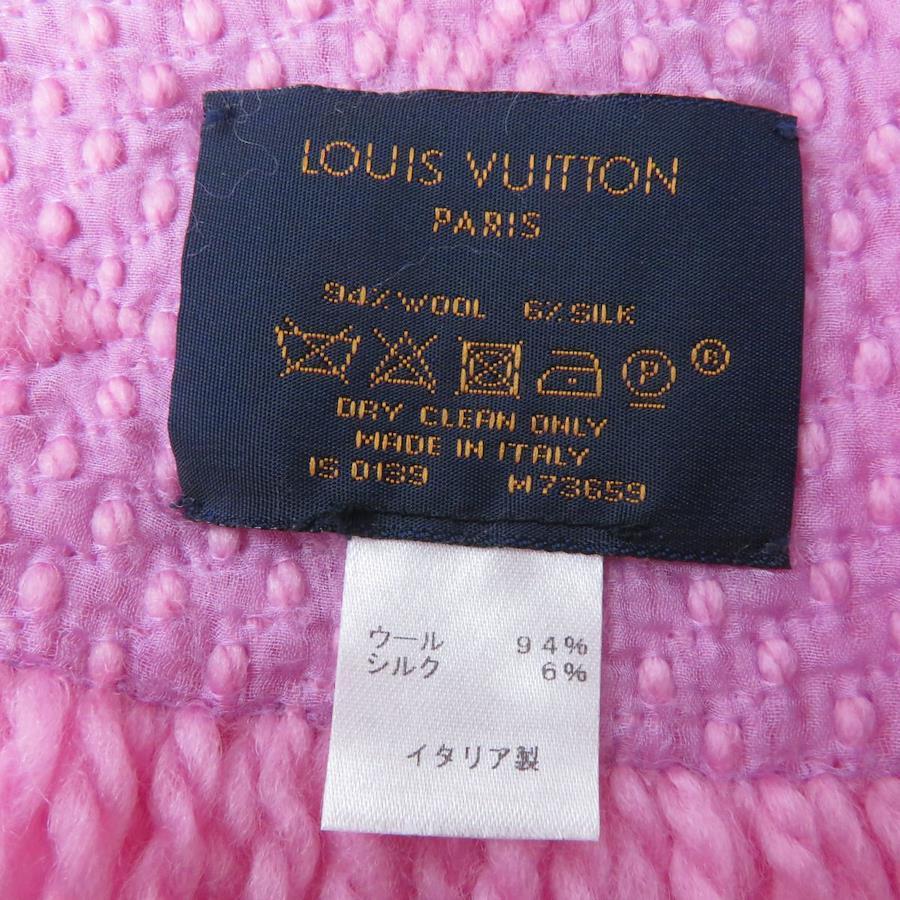 LOUIS VUITTON
PARIS
94% WOOL 6% SILK
P ®
DRY CLEAN ONLY
MADE IN ITALY
IS 0139 M73659
ウール 94%
シルク 6%
イタリア製